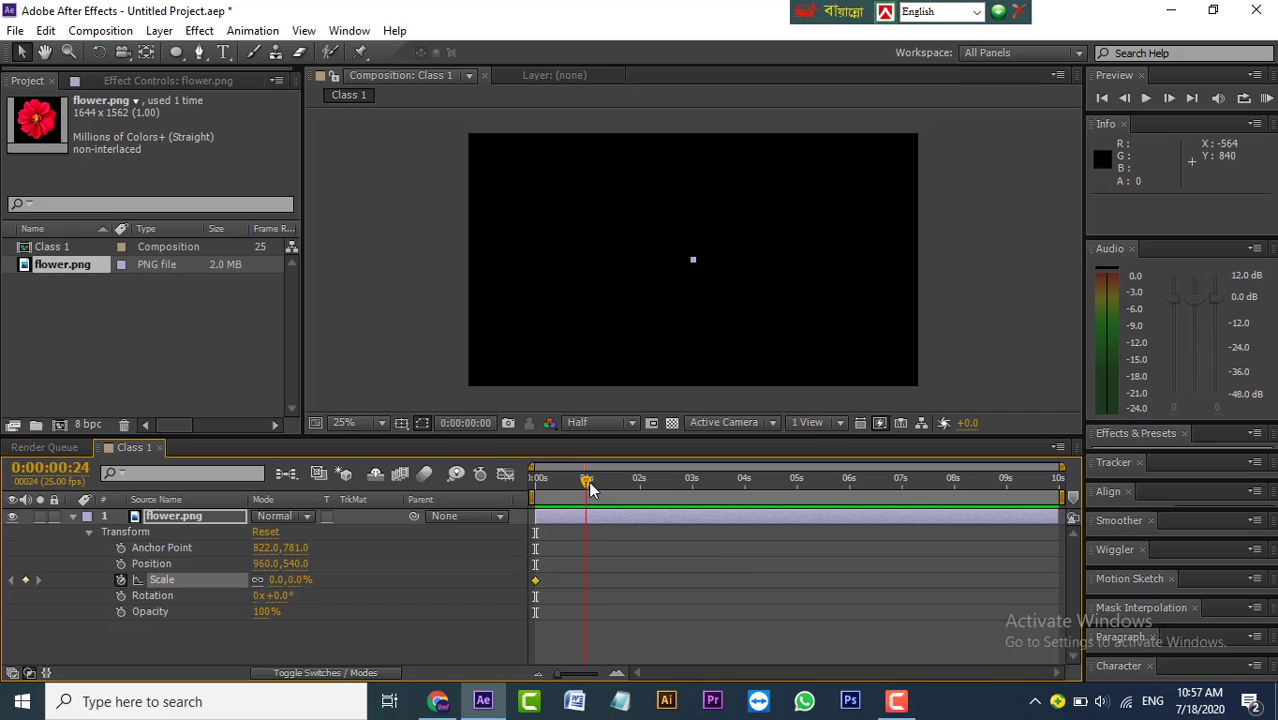 Adobe After Effects - Untitled Project.aep *
বায়ান্নো
English
File Edit Composition Layer Effect Animation View Window Help
Workspace: All Panels
Search Help
Project
Effect Controls: flower.png
Composition: Class 1
Layer: (none)
Preview
flower.png▼, used 1 time
1644 x 1562 (1.00)
Millions of Colors+ (Straight)
non-interlaced
Class 1
Info
R :
G :
B :
A : 0
X : -564
Y : 840
Name Type Size Frame R...
Class 1 Composition 25
flower.png PNG file 2.0 MB
Audio
0.0
-3.0
-6.0
-9.0
-12.0
-15.0
-18.0
-21.0
-24.0
12.0 dB
0.0 dB
-12.0
-24.0
-36.0
-48.0 dB
0 0
8 bpc
25% 0:00:00:00 Half Active Camera 1 View +0.0
Effects & Presets
Tracker
Align
Smoother
Wiggler
Motion Sketch
Mask Interpolation
Paragraph
Character
Render Queue
Class 1
0:00:00:24
00024 (25.00 fps)
02s 03s 04s 05s 06s 07s 08s 09s 10s
# Source Name Mode T TrkMat Parent
1 flower.png Normal None
Transform Reset
Anchor Point 822.0,781.0
Position 960.0,540.0
Scale 0.0,0.0%
Rotation 0x+0.0°
Opacity 100%
Toggle Switches / Modes
Activate Windows
Go to Settings to activate Windows.
Type here to search
Ae
Ai
Pr
Ps
ENG
10:57 AM
7/18/2020
2